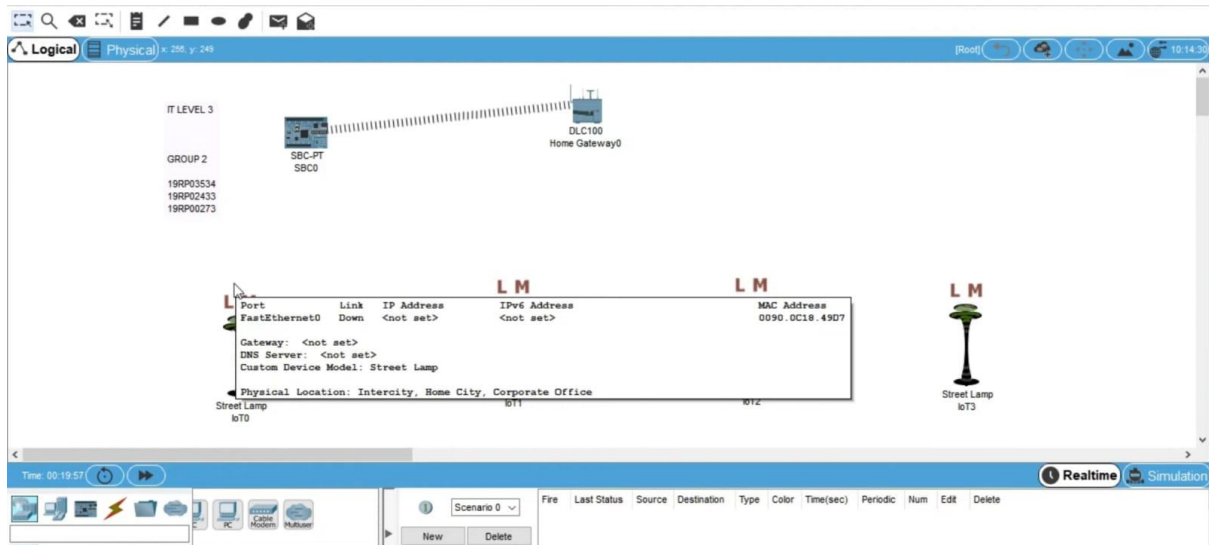 Logical Physical x: 256, y: 249 [Root] 10:14:30
IT LEVEL 3
GROUP 2
19RP03534
19RP02433
19RP00273
SBC-PT
SBC0
DLC100
Home Gateway0
L M
L M
L M
L
Port Link IP Address IPv6 Address MAC Address
FastEthernet0 Down <not set> <not set> 0090.0C18.49D7
Gateway: <not set>
DNS Server: <not set>
Custom Device Model: Street Lamp
Physical Location: Intercity, Home City, Corporate Office
Street Lamp
IoT0
IoT1
IoT2
Street Lamp
IoT3
Time: 00:19:57 Realtime Simulation
PC Cable Modem Multiuser
Scenario 0
New Delete
Fire Last Status Source Destination Type Color Time(sec) Periodic Num Edit Delete